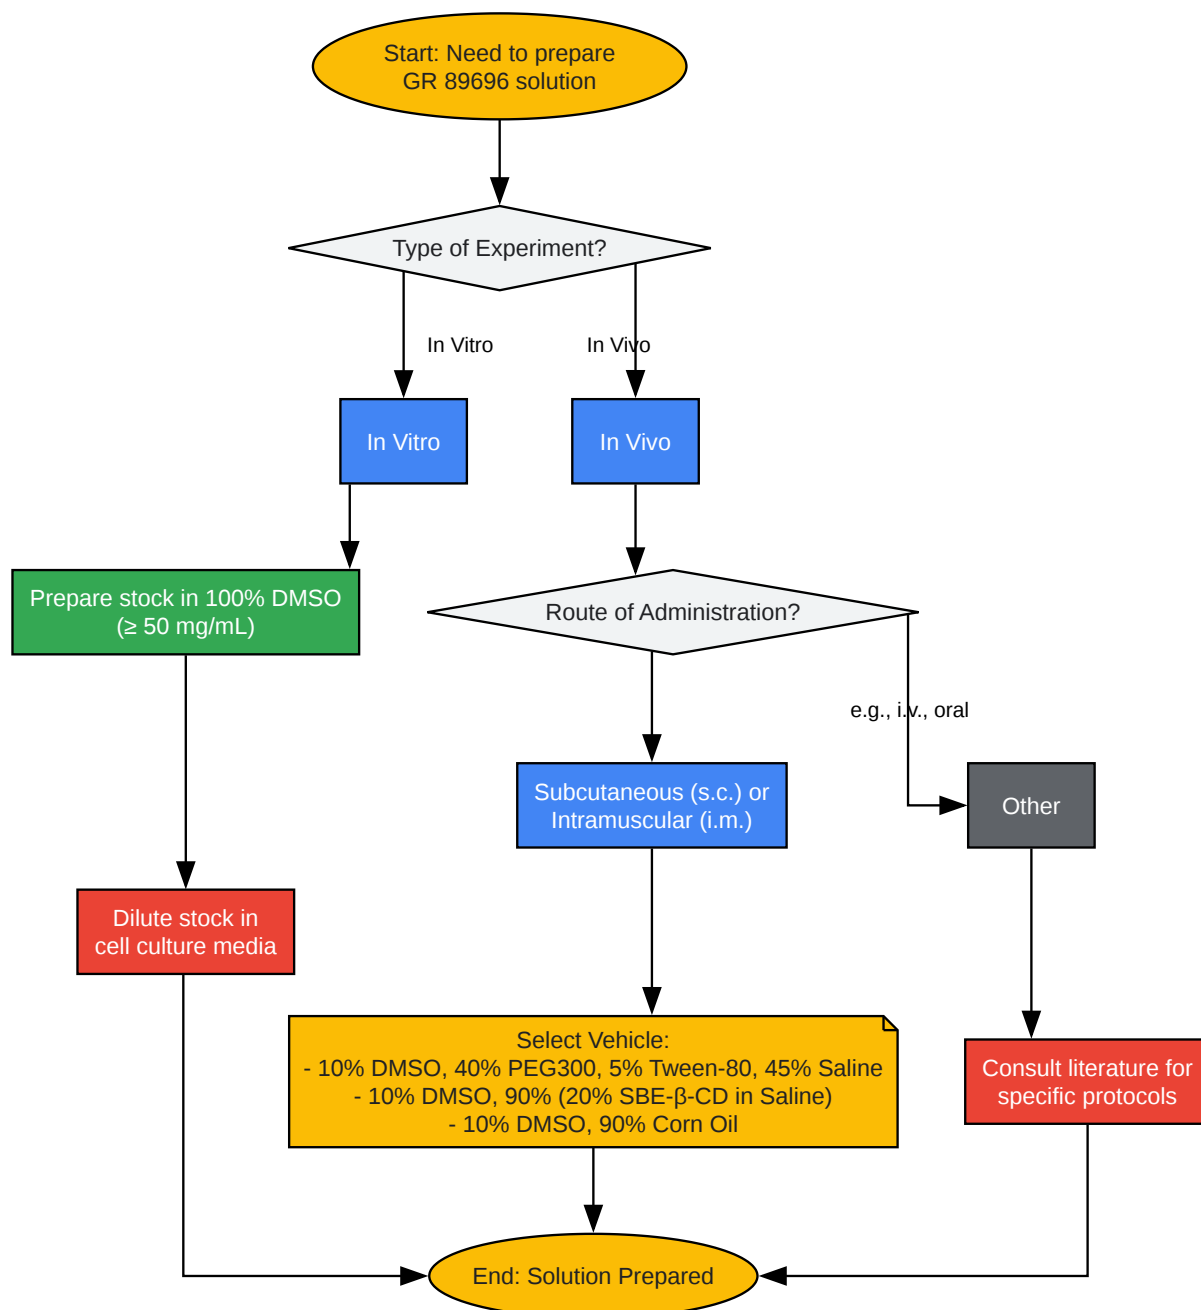 Start: Need to prepare
GR 89696 solution
Type of Experiment?
In Vitro
In Vivo
In Vitro
In Vivo
Prepare stock in 100% DMSO
(≥ 50 mg/mL)
Route of Administration?
e.g., i.v., oral
Subcutaneous (s.c.) or
Intramuscular (i.m.)
Other
Dilute stock in
cell culture media
Select Vehicle:
- 10% DMSO, 40% PEG300, 5% Tween-80, 45% Saline
- 10% DMSO, 90% (20% SBE-β-CD in Saline)
- 10% DMSO, 90% Corn Oil
Consult literature for
specific protocols
End: Solution Prepared